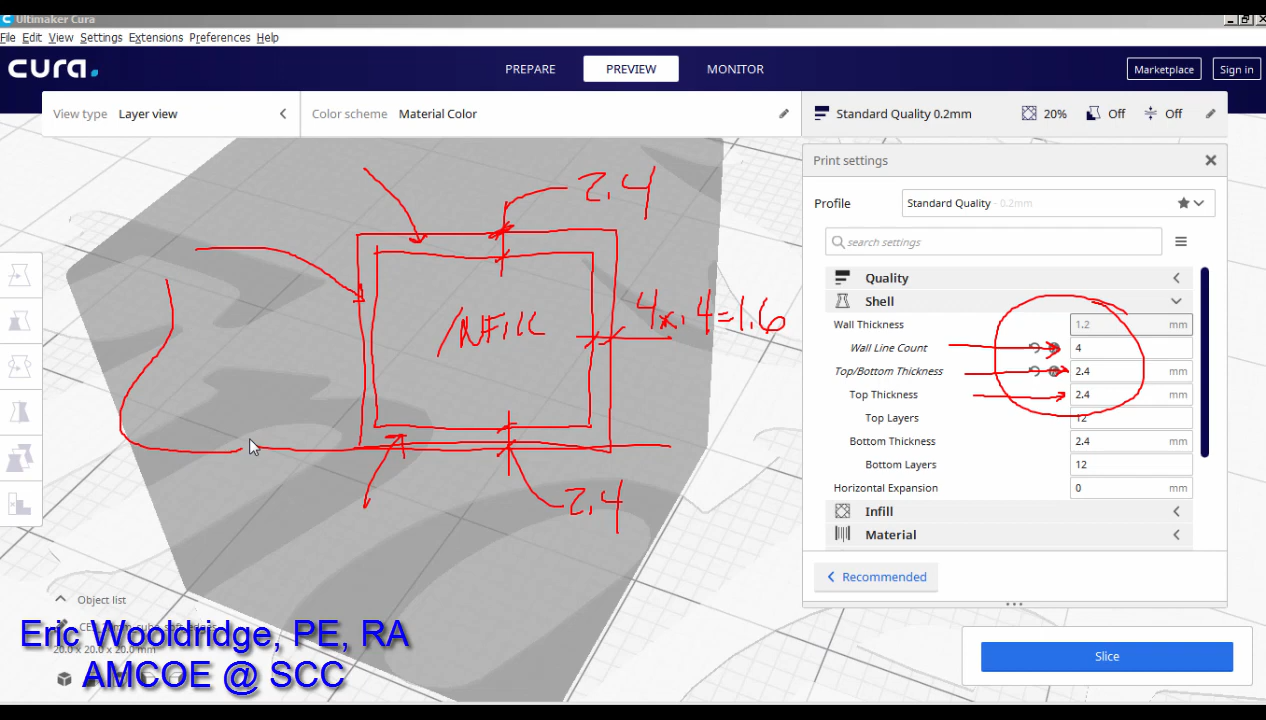 Ultimaker Cura
File Edit View Settings Extensions Preferences Help
cura.
PREPARE PREVIEW MONITOR
Marketplace Sign in
View type Layer view
Color scheme Material Color
Standard Quality 0.2mm 20% Off Off
Print settings
Profile Standard Quality - 0.2mm
search settings
Quality
Shell
Wall Thickness 1.2 mm
Wall Line Count 4
Top/Bottom Thickness 2.4 mm
Top Thickness 2.4 mm
Top Layers 12
Bottom Thickness 2.4 mm
Bottom Layers 12
Horizontal Expansion 0 mm
Infill
Material
Recommended
Slice
2.4
INFILL
4x.4=1.6
2.4
Object list
20.0 x 20.0 x 20.0 mm
Eric Wooldridge, PE, RA
AMCOE @ SCC